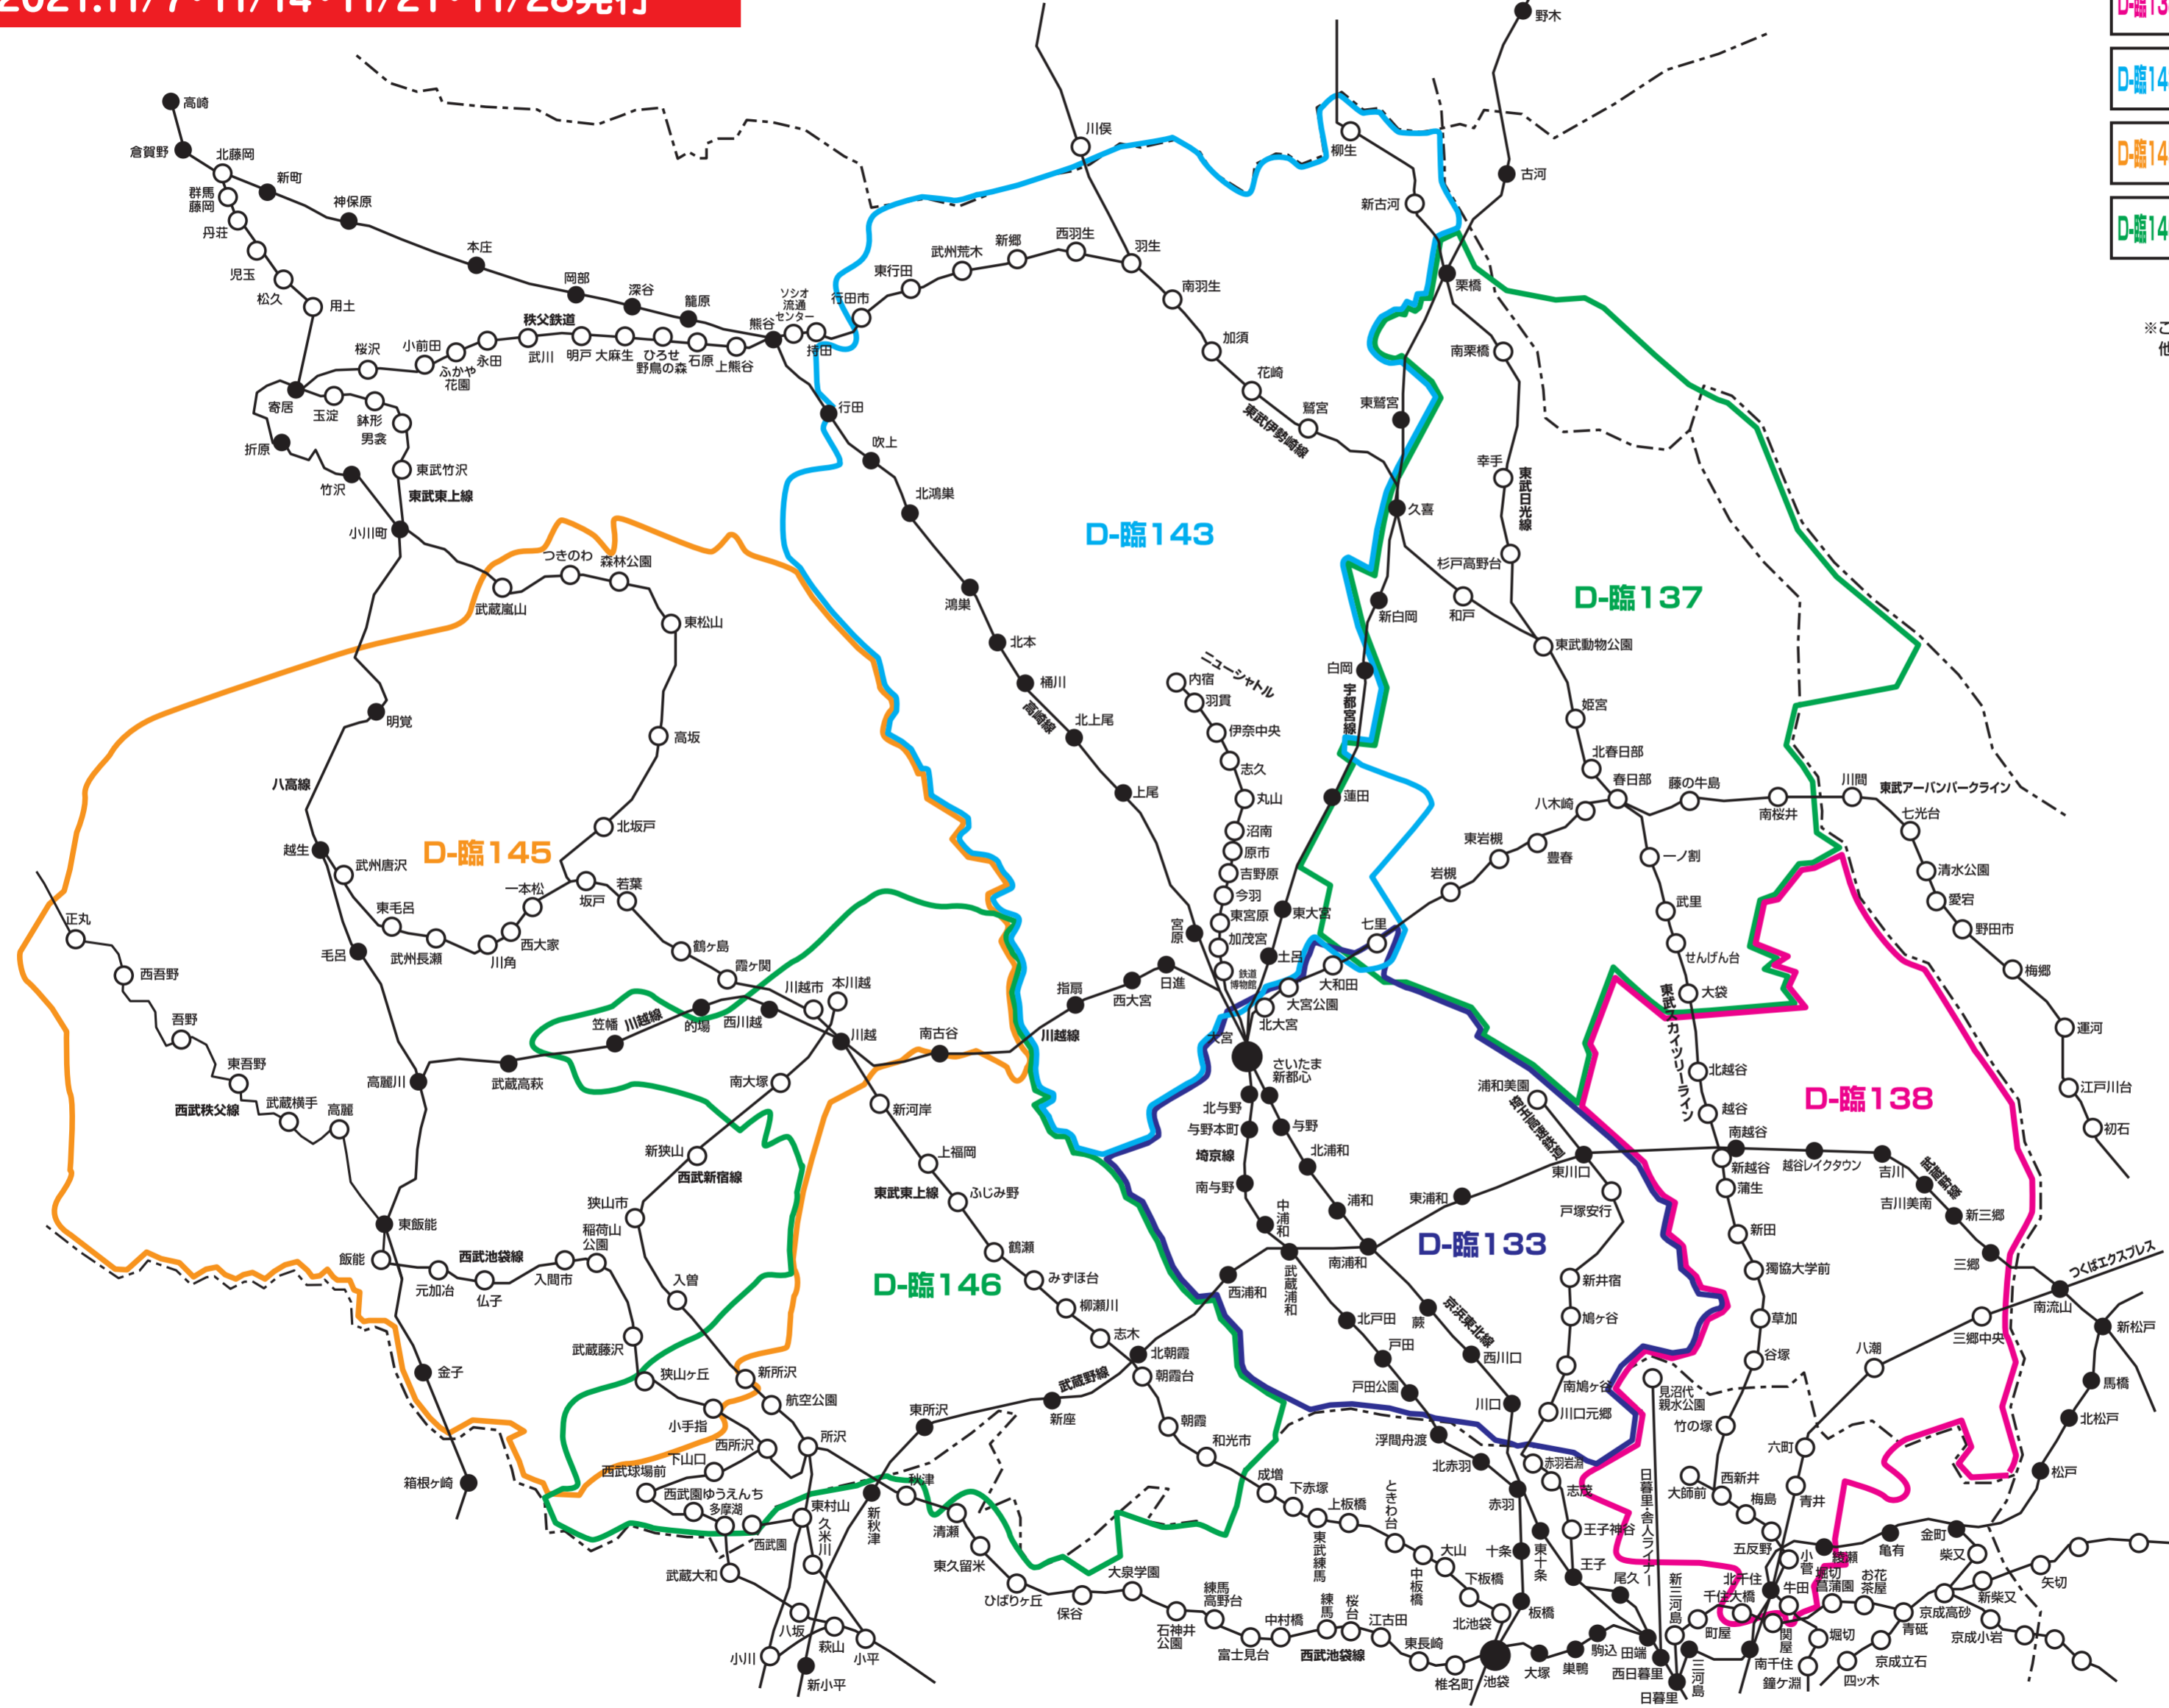 2021.11/7・11/14・11/21・11/28発行
D-臨13
D-臨14
D-臨14
D-臨14
※こ
他
野木
高崎
倉賀野
北藤岡
新町
群馬
藤岡
神保原
丹荘
本庄
児玉
松久
用土
岡部
深谷
籠原
熊谷
ソシオ
流通
センター
持田
行田市
東行田
武州荒木
新郷
西羽生
羽生
川俣
柳生
新古河
古河
栗橋
南羽生
加須
花崎
東武伊勢崎線
鷲宮
東鷲宮
南栗橋
幸手
東武日光線
久喜
杉戸高野台
和戸
東武動物公園
新白岡
白岡
宇都宮線
蓮田
秩父鉄道
桜沢
小前田
ふかや
花園
永田
武川
明戸
大麻生
ひろせ
野鳥の森
石原
上熊谷
寄居
玉淀
鉢形
男衾
折原
竹沢
東武竹沢
東武東上線
小川町
行田
吹上
北鴻巣
鴻巣
北本
桶川
高崎線
北上尾
上尾
D-臨143
D-臨137
つきのわ
森林公園
武蔵嵐山
東松山
高坂
北坂戸
明覚
八高線
越生
武州唐沢
D-臨145
一本松
坂戸
若葉
東毛呂
武州長瀬
川角
西大家
毛呂
鶴ヶ島
霞ヶ関
川越市
本川越
笠幡
川越線
的場
西川越
川越
南古谷
川越線
指扇
西大宮
日進
宮原
ニューシャトル
内宿
羽貫
伊奈中央
志久
丸山
沼南
原市
吉野原
今羽
東宮原
加茂宮
鉄道
博物館
東大宮
土呂
大宮
北大宮
大宮公園
大和田
七里
岩槻
東岩槻
豊春
八木崎
春日部
北春日部
姫宮
藤の牛島
南桜井
川間
東武アーバンパークライン
七光台
清水公園
愛宕
野田市
梅郷
運河
江戸川台
初石
一ノ割
武里
せんげん台
大袋
東武スカイツリーライン
北越谷
越谷
南越谷
新越谷
越谷レイクタウン
吉川
吉川美南
武蔵野線
新三郷
三郷
つくばエクスプレス
南流山
三郷中央
八潮
新松戸
馬橋
北松戸
松戸
D-臨138
蒲生
新田
獨協大学前
草加
谷塚
竹の塚
正丸
西吾野
吾野
東吾野
西武秩父線
武蔵横手
高麗
高麗川
武蔵高萩
東飯能
飯能
元加冶
西武池袋線
仏子
入間市
稲荷山
公園
武蔵藤沢
狭山ヶ丘
小手指
西所沢
金子
箱根ヶ崎
南大塚
新狭山
西武新宿線
狭山市
入曽
新所沢
航空公園
所沢
下山口
西武球場前
西武園ゆうえんち
多摩湖
西武園
東村山
久米川
武蔵大和
八坂
萩山
小川
小平
新小平
新秋津
秋津
清瀬
東久留米
ひばりヶ丘
保谷
大泉学園
石神井
公園
練馬
高野台
富士見台
中村橋
練馬
桜台
西武池袋線
江古田
東長崎
椎名町
池袋
新河岸
上福岡
東武東上線
ふじみ野
鶴瀬
みずほ台
柳瀬川
志木
北朝霞
朝霞台
朝霞
和光市
成増
下赤塚
東武練馬
上板橋
ときわ台
中板橋
大山
下板橋
北池袋
D-臨146
東所沢
新座
武蔵野線
西浦和
さいたま
新都心
北与野
与野本町
与野
埼京線
北浦和
南与野
浦和
中浦和
武蔵浦和
南浦和
東浦和
東川口
浦和美園
埼玉高速鉄道
戸塚安行
新井宿
鳩ヶ谷
南鳩ヶ谷
川口元郷
D-臨133
北戸田
戸田
戸田公園
浮間舟渡
北赤羽
蕨
京浜東北線
西川口
川口
赤羽岩淵
志茂
赤羽
王子神谷
十条
東十条
王子
板橋
大塚
巣鴨
駒込
田端
尾久
西日暮里
日暮里
三河島
新三河島
町屋
千住大橋
南千住
北千住
見沼代
親水公園
日暮里・舎人ライナー
大師前
西新井
梅島
五反野
小菅
六町
青井
綾瀬
亀有
金町
柴又
牛田
関屋
堀切
堀切
菖蒲園
お花
茶屋
鐘ケ淵
四ツ木
京成立石
青砥
京成高砂
新柴又
矢切
京成小岩